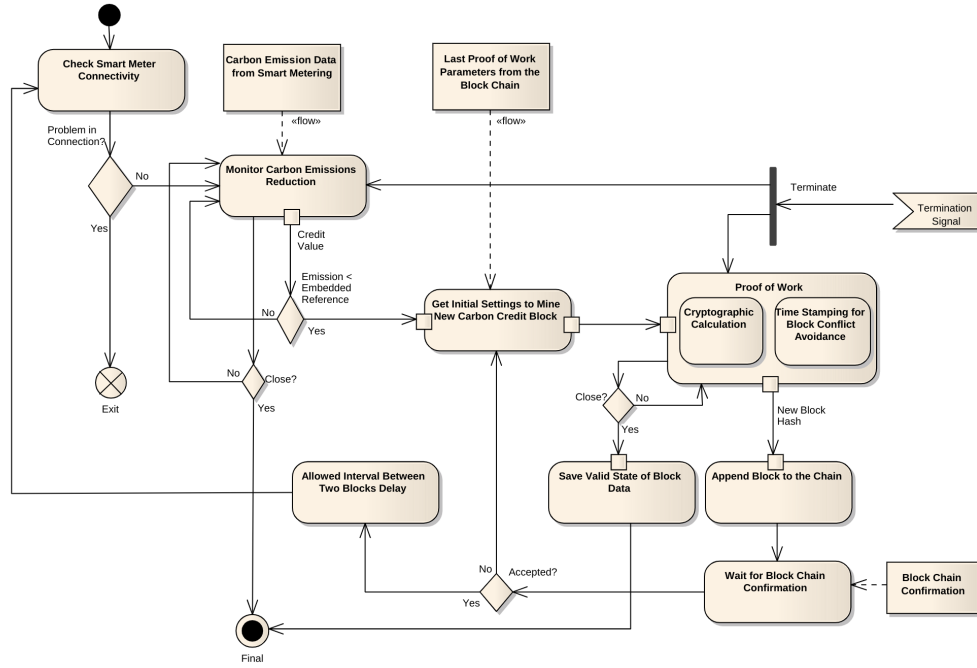 Check Smart Meter
Connectivity
Carbon Emission Data
from Smart Metering
Last Proof of Work
Parameters from the
Block Chain
«flow»
«flow»
Problem in
Connection?
No
Yes
Monitor Carbon Emissions
Reduction
Terminate
Termination
Signal
Credit
Value
Emission <
Embedded
Reference
No
Yes
Get Initial Settings to Mine
New Carbon Credit Block
Proof of Work
Cryptographic
Calculation
Time Stamping for
Block Conflict
Avoidance
No
Close?
Yes
Exit
Close?
No
Yes
New Block
Hash
Allowed Interval Between
Two Blocks Delay
Save Valid State of Block
Data
Append Block to the Chain
No
Accepted?
Yes
Wait for Block Chain
Confirmation
Block Chain
Confirmation
Final